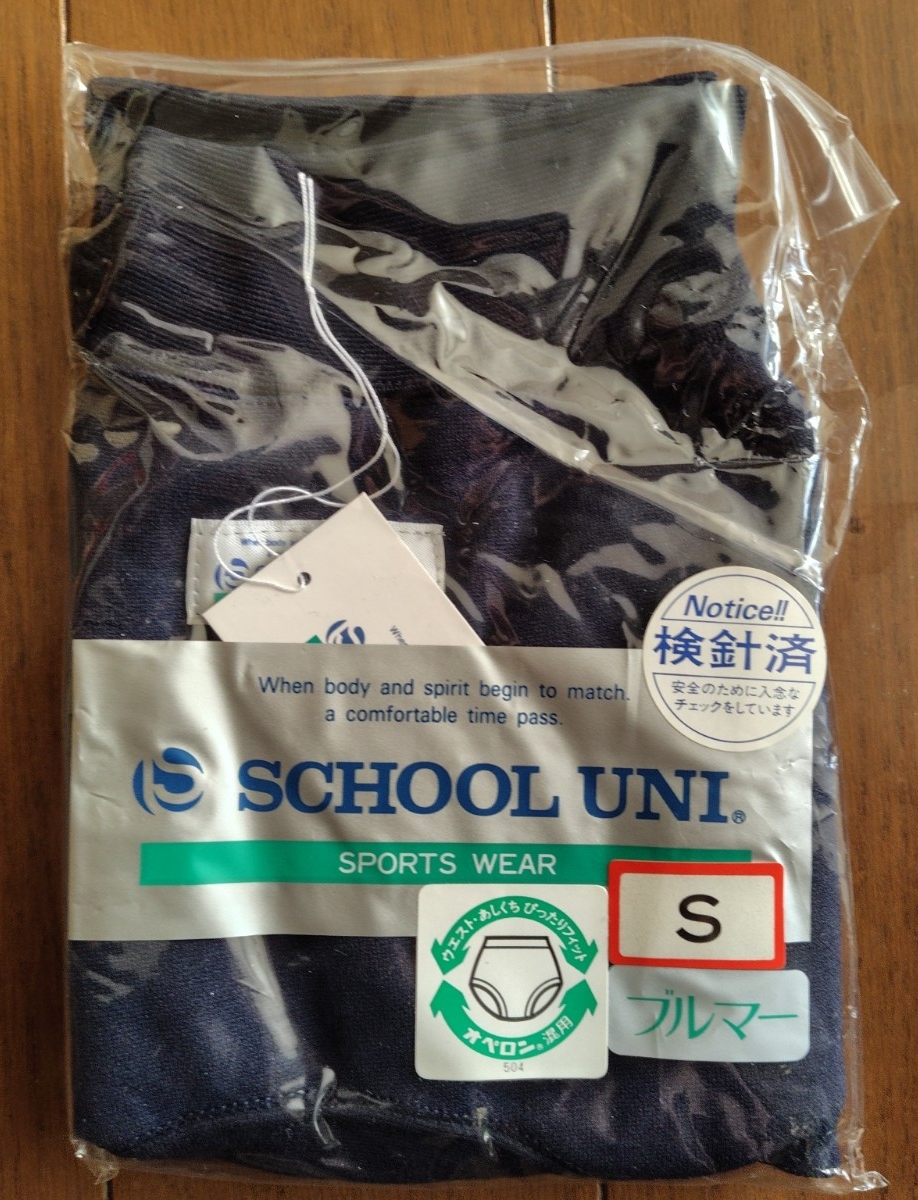 Notice!!
検針済
安全のために入念な
チェックをしています
When body and spirit begin to match.
a comfortable time pass.
SCHOOL UNI®
SPORTS WEAR
S
ウエスト・あしくち ぴったりフィット
オペロン®混用
504
ブルマー